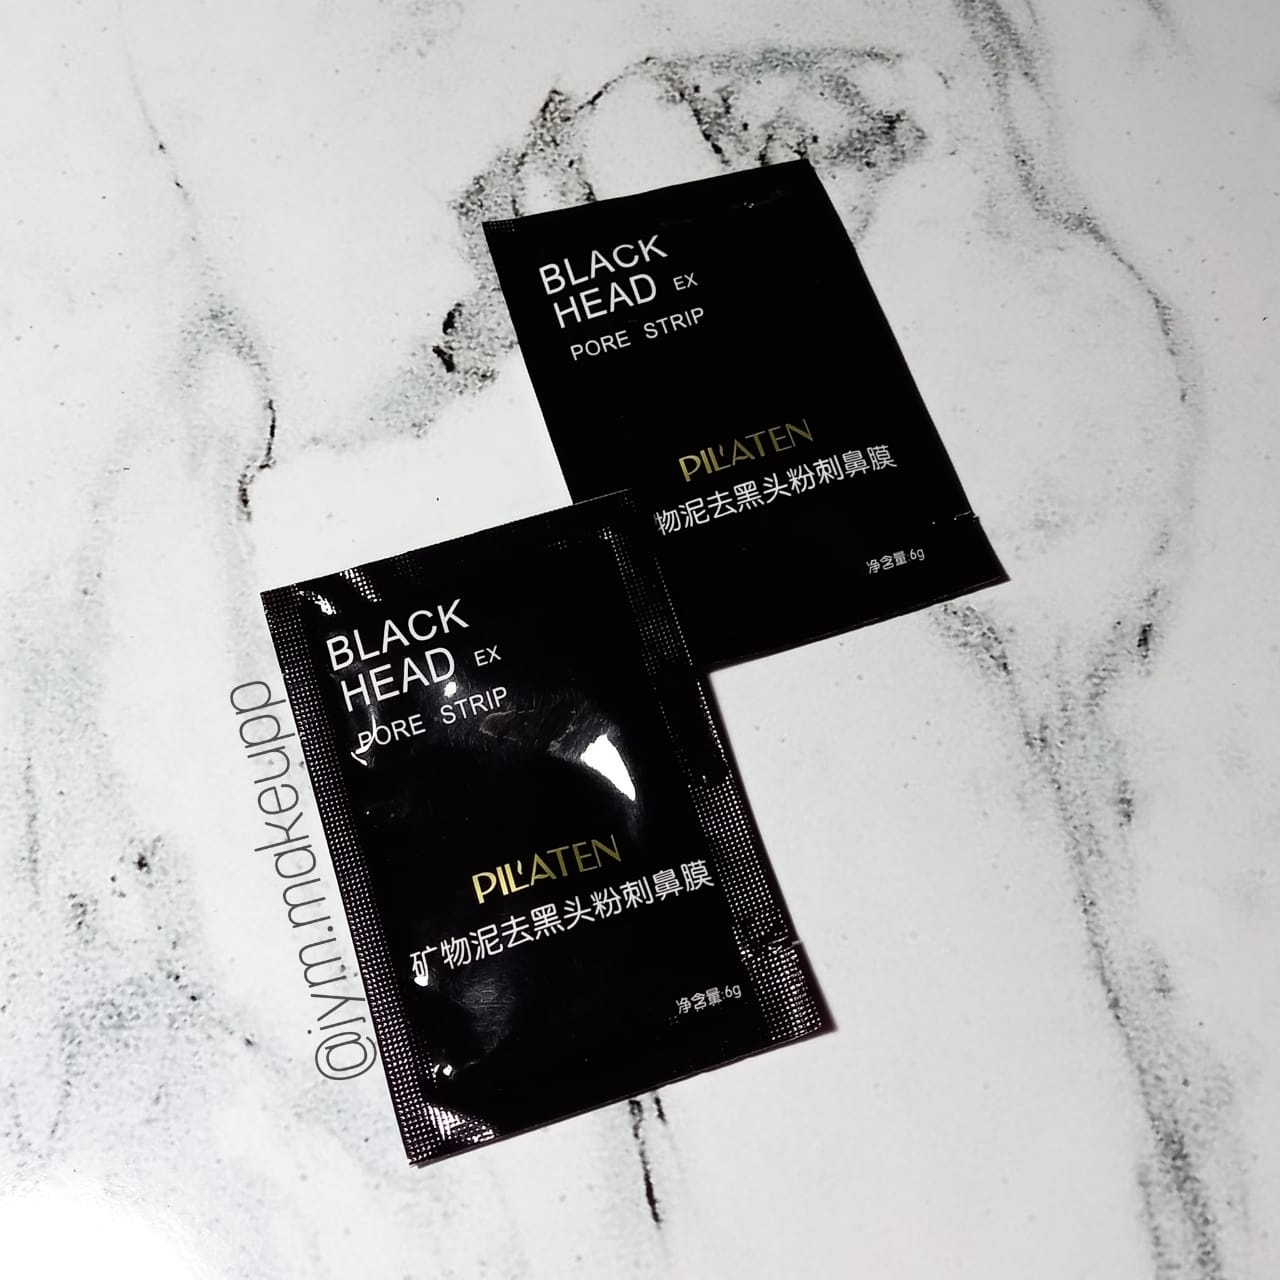 BLACK
HEAD EX
PORE STRIP
PIL'ATEN
物泥去黑头粉刺鼻膜
净含量:6g
BLACK
HEAD EX
PORE STRIP
PIL'ATEN
矿物泥去黑头粉刺鼻膜
净含量:6g
@jym.makeupp